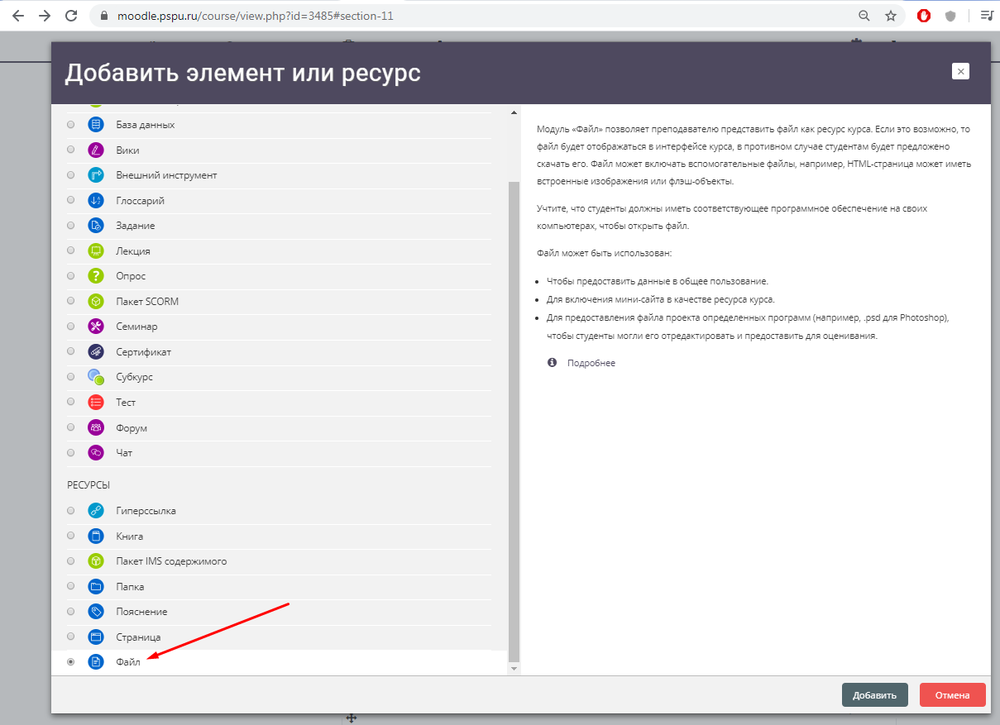 moodle.pspu.ru/course/view.php?id=3485#section-11
Добавить элемент или ресурс
База данных
Вики
Внешний инструмент
Глоссарий
Задание
Лекция
Опрос
Пакет SCORM
Семинар
Сертификат
Субкурс
Тест
Форум
Чат
РЕСУРСЫ
Гиперссылка
Книга
Пакет IMS содержимого
Папка
Пояснение
Страница
Файл
Модуль «Файл» позволяет преподавателю представить файл как ресурс курса. Если это возможно, то
файл будет отображаться в интерфейсе курса, в противном случае студентам будет предложено
скачать его. Файл может включать вспомогательные файлы, например, HTML-страница может иметь
встроенные изображения или флэш-объекты.
Учтите, что студенты должны иметь соответствующее программное обеспечение на своих
компьютерах, чтобы открыть файл.
Файл может быть использован:
Чтобы предоставить данные в общее пользование.
Для включения мини-сайта в качестве ресурса курса.
Для предоставления файла проекта определенных программ (например, .psd для Photoshop),
чтобы студенты могли его отредактировать и предоставить для оценивания.
Подробнее
Добавить
Отмена